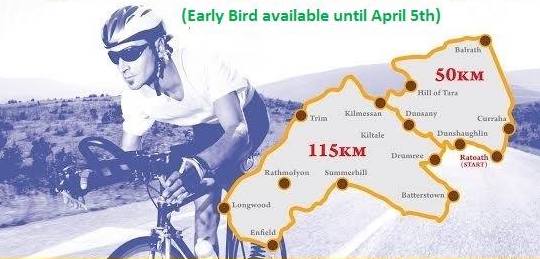 (Early Bird available until April 5th)
Balrath
50KM
Hill of Tara
Kilmessan
Trim
Dunsany
Curraha
Kiltale
Dunshaughlin
115KM
Drumree
Ratoath
(START)
Rathmolyon
Summerhill
Batterstown
Longwood
Enfield